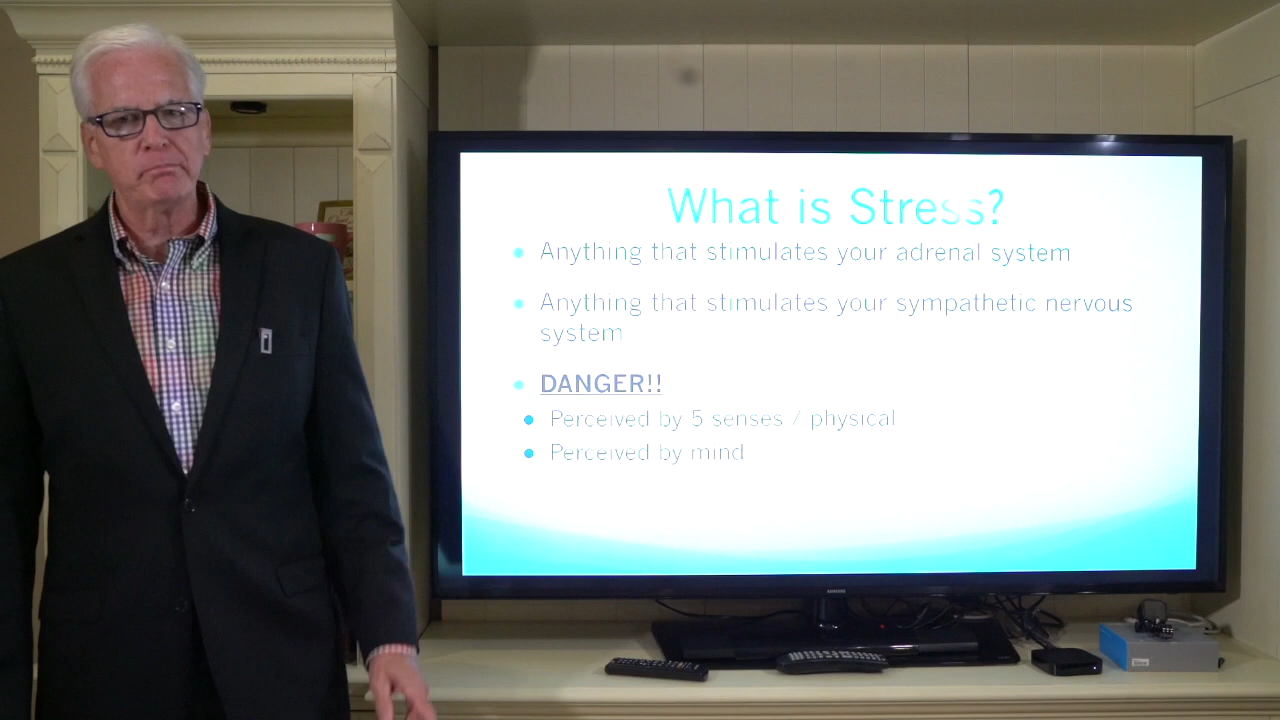 What is Stress?
Anything that stimulates your adrenal system
Anything that stimulates your sympathetic nervous
system
DANGER!!
Perceived by 5 senses / physical
Perceived by mind
SAMSUNG